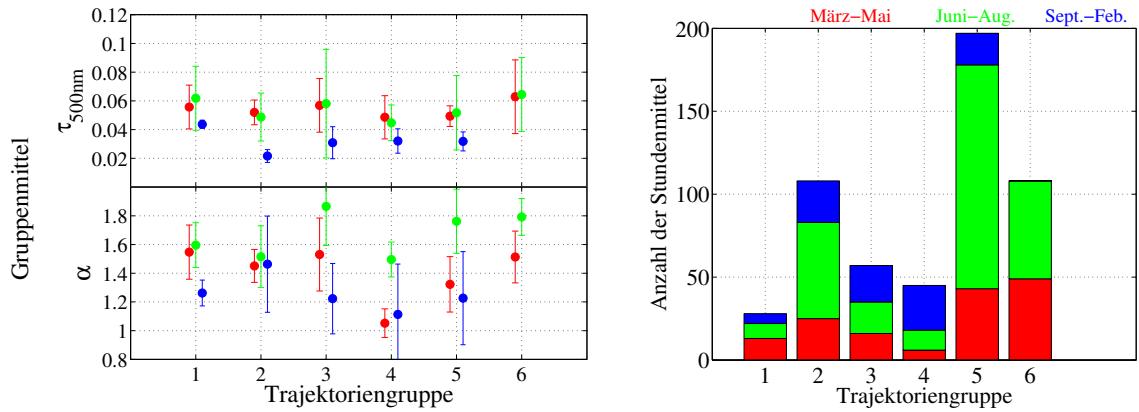 Gruppenmittel
τ500nm
0.12
0.1
0.08
0.06
0.04
0.02
α
1.8
1.6
1.4
1.2
1
0.8
1 2 3 4 5 6
Trajektoriengruppe
März−Mai Juni−Aug. Sept.−Feb.
Anzahl der Stundenmittel
200
150
100
50
0
1 2 3 4 5 6
Trajektoriengruppe